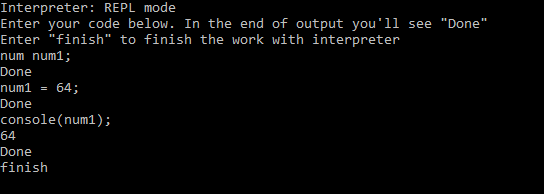 Interpreter: REPL mode
Enter your code below. In the end of output you'll see "Done"
Enter "finish" to finish the work with interpreter
num num1;
Done
num1 = 64;
Done
console(num1);
64
Done
finish